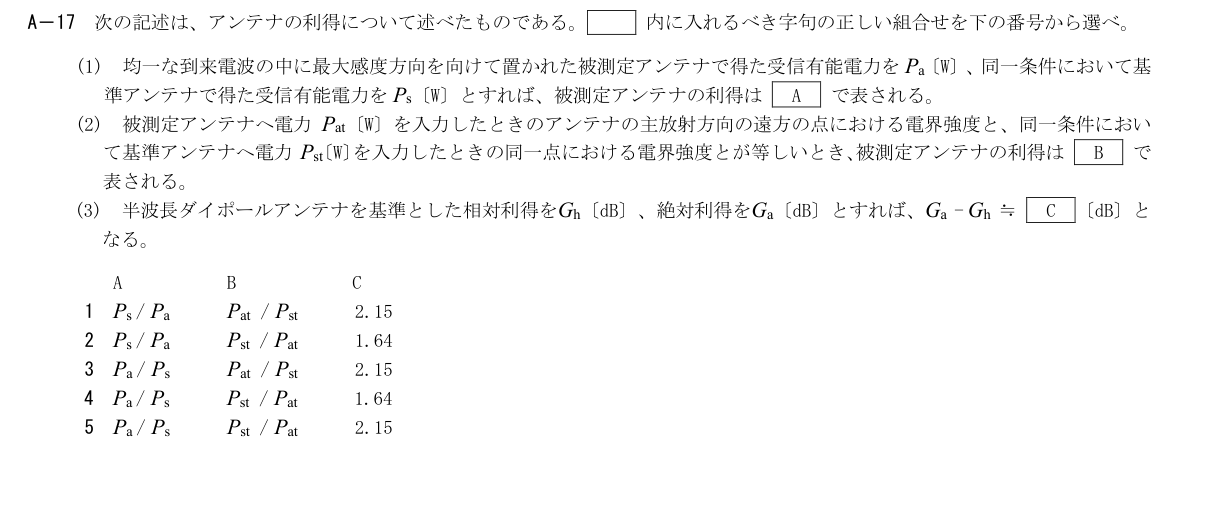 A－17 次の記述は、アンテナの利得について述べたものである。 内に入れるべき字句の正しい組合せを下の番号から選べ。
(1) 均一な到来電波の中に最大感度方向を向けて置かれた被測定アンテナで得た受信有能電力を Pa〔W〕、同一条件において基
準アンテナで得た受信有能電力を Ps〔W〕とすれば、被測定アンテナの利得は A で表される。
(2) 被測定アンテナへ電力 Pat〔W〕を入力したときのアンテナの主放射方向の遠方の点における電界強度と、同一条件におい
て基準アンテナへ電力 Pst〔W〕を入力したときの同一点における電界強度とが等しいとき、被測定アンテナの利得は B で
表される。
(3) 半波長ダイポールアンテナを基準とした相対利得をGh〔dB〕、絶対利得をGa〔dB〕とすれば、Ga－Gh ≒ C〔dB〕と
なる。
A B C
1 Ps / Pa Pat / Pst 2.15
2 Ps / Pa Pst / Pat 1.64
3 Pa / Ps Pat / Pst 2.15
4 Pa / Ps Pst / Pat 1.64
5 Pa / Ps Pst / Pat 2.15